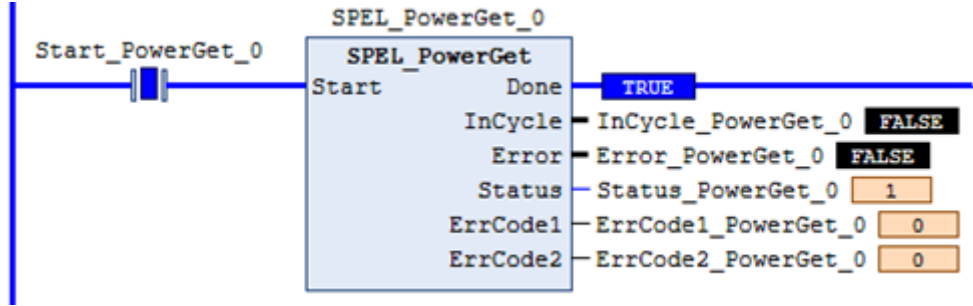 SPEL_PowerGet_0
Start_PowerGet_0
SPEL_PowerGet
Start Done TRUE
InCycle InCycle_PowerGet_0 FALSE
Error Error_PowerGet_0 FALSE
Status Status_PowerGet_0 1
ErrCode1 ErrCode1_PowerGet_0 0
ErrCode2 ErrCode2_PowerGet_0 0